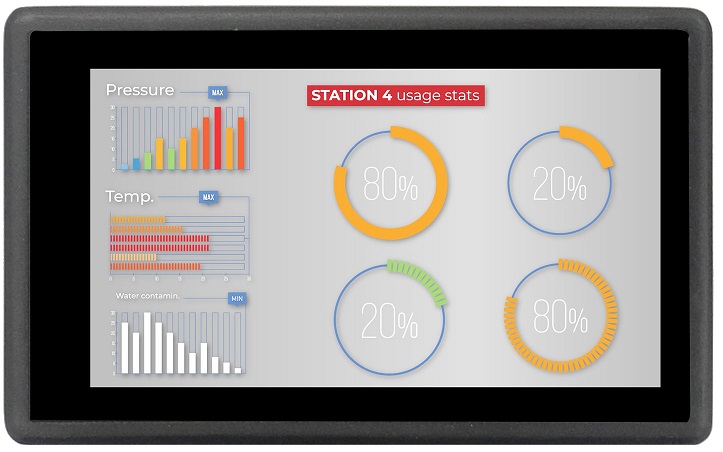 Pressure
MAX
Temp.
MAX
Water contamin.
MIN
STATION 4 usage stats
80%
20%
20%
80%